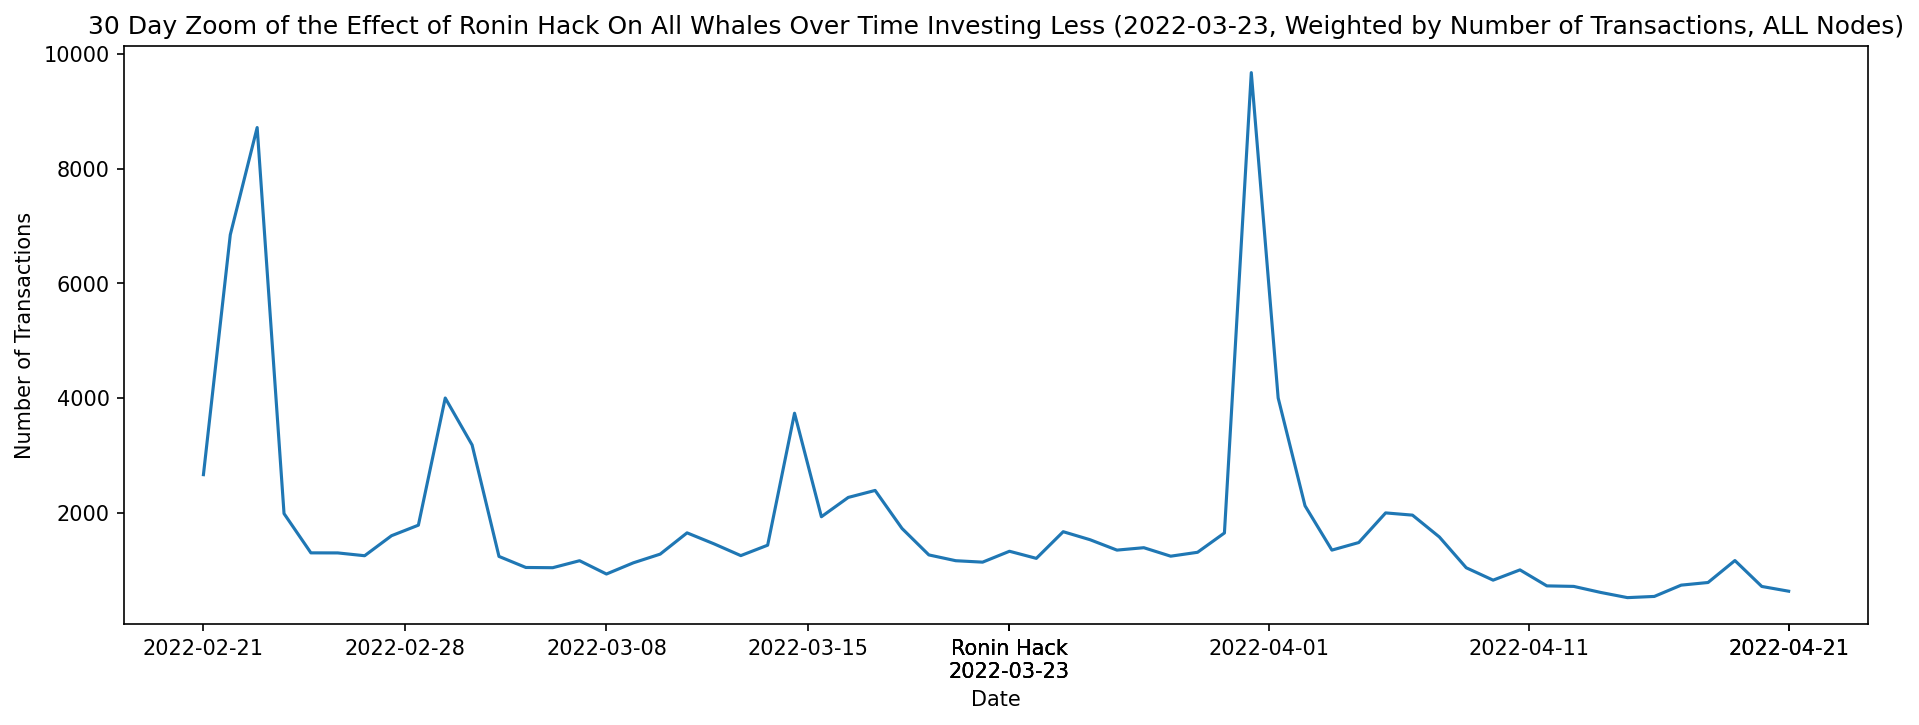 30 Day Zoom of the Effect of Ronin Hack On All Whales Over Time Investing Less (2022-03-23, Weighted by Number of Transactions, ALL Nodes)
10000
8000
6000
4000
2000
Number of Transactions
2022-02-21 2022-02-28 2022-03-08 2022-03-15 Ronin Hack 2022-04-01 2022-04-11 2022-04-21
2022-03-23
Date